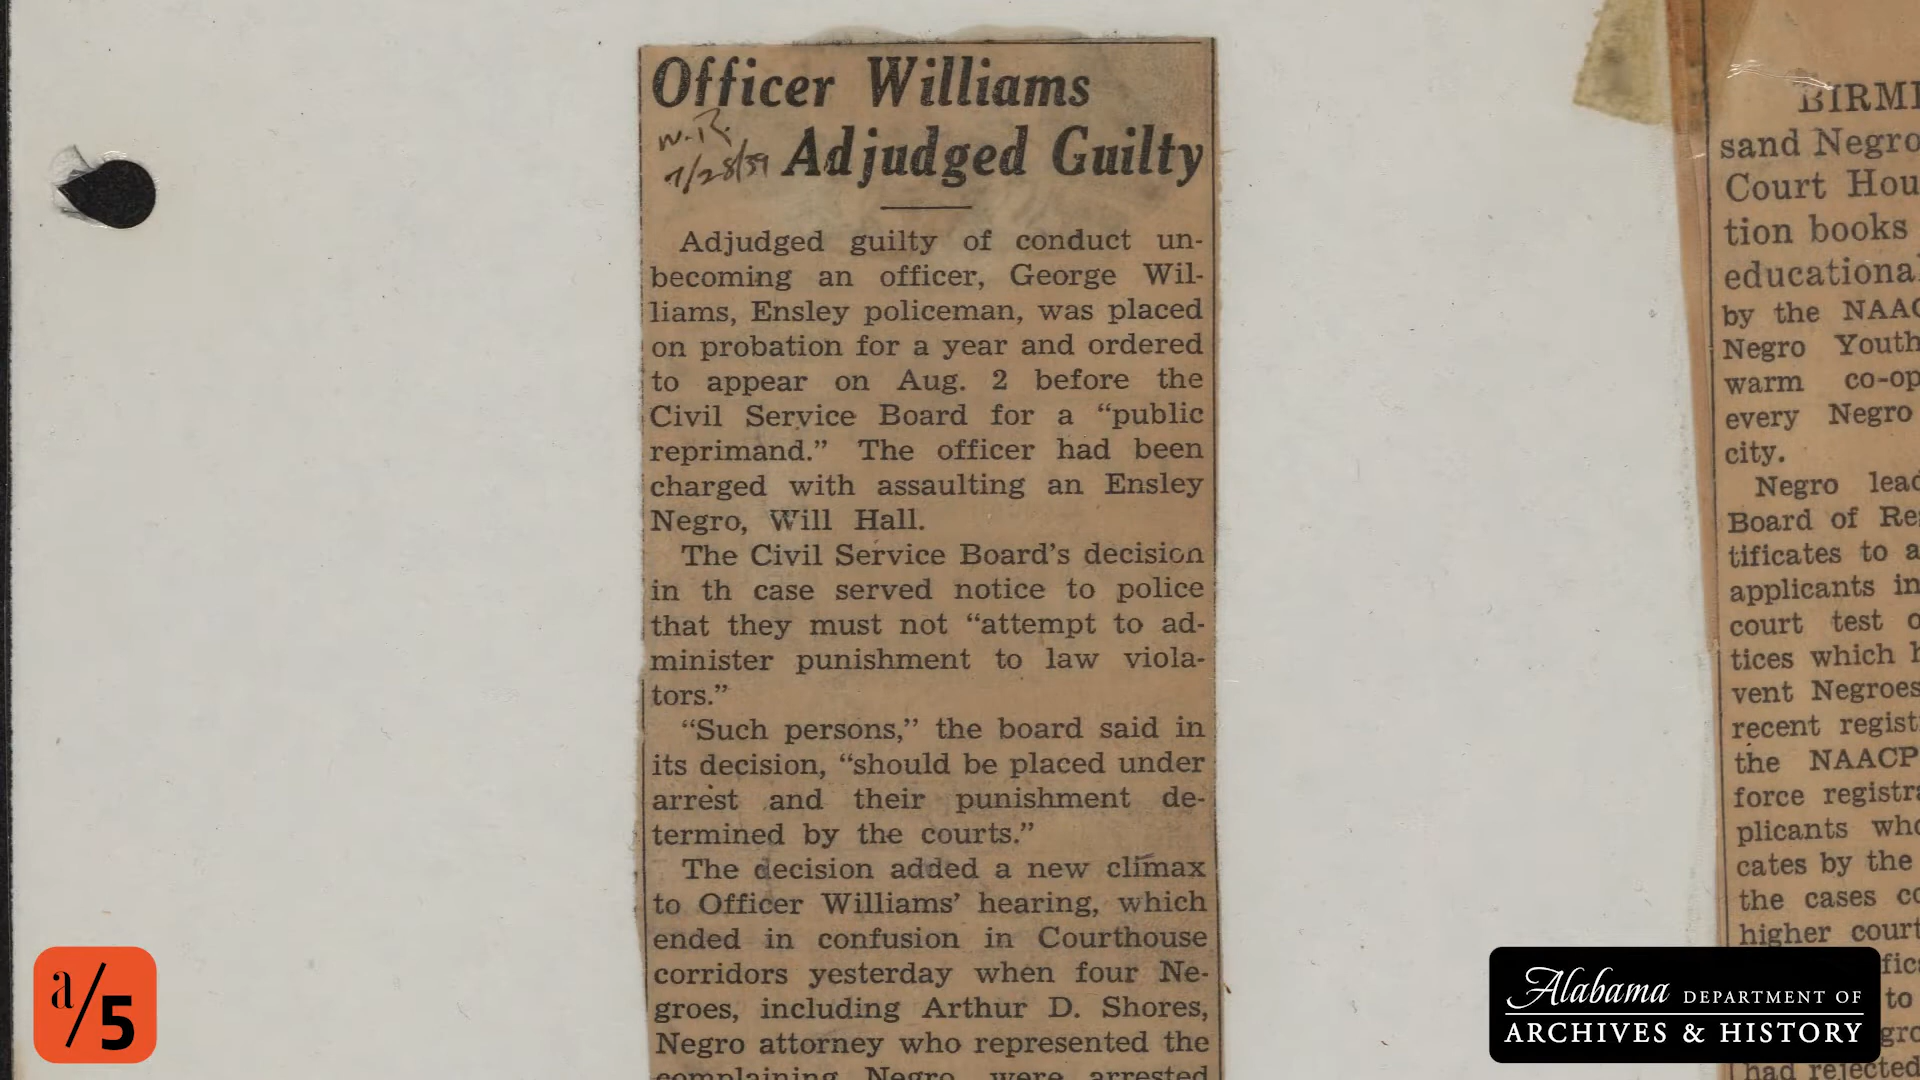 Officer Williams
Adjudged Guilty
7/28/39
Adjudged guilty of conduct un-
becoming an officer, George Wil-
liams, Ensley policeman, was placed
on probation for a year and ordered
to appear on Aug. 2 before the
Civil Service Board for a “public
reprimand.” The officer had been
charged with assaulting an Ensley
Negro, Will Hall.
The Civil Service Board’s decision
in th case served notice to police
that they must not “attempt to ad-
minister punishment to law viola-
tors.”
“Such persons,” the board said in
its decision, “should be placed under
arrest and their punishment de-
termined by the courts.”
The decision added a new climax
to Officer Williams’ hearing, which
ended in confusion in Courthouse
corridors yesterday when four Ne-
groes, including Arthur D. Shores,
Negro attorney who represented the
complaining Negro, were arrested
BIRMI
sand Negro
Court Hou
tion books
educational
by the NAAC
Negro Youth
warm co-op
every Negro
city.
Negro lead
Board of Re
tificates to a
applicants in
court test o
tices which h
vent Negroes
recent regist
the NAACP
force registra
plicants who
cates by the
the cases co
higher court
fic
to
gro
had rejected
a/5
Alabama DEPARTMENT OF
ARCHIVES & HISTORY